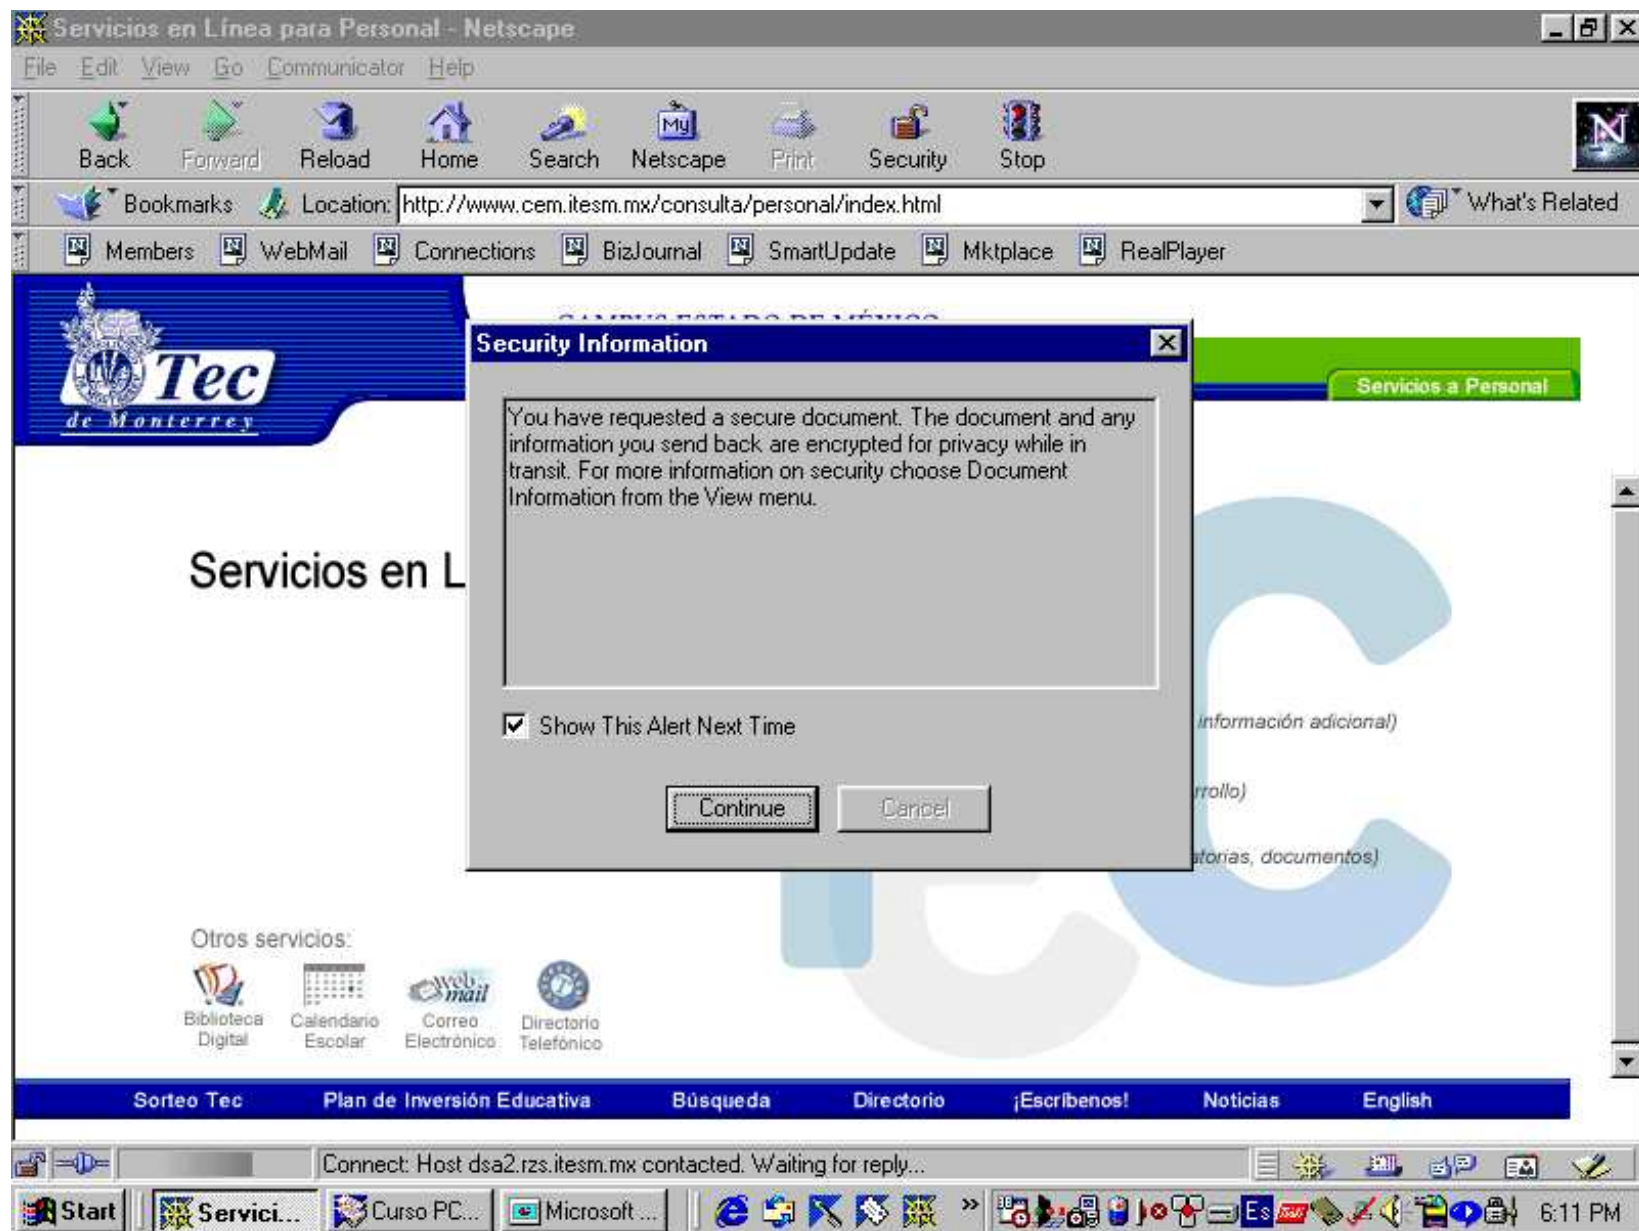 Servicios en Línea para Personal - Netscape
File Edit View Go Communicator Help
Back Forward Reload Home Search Netscape Print Security Stop
My
N
Bookmarks Location: http://www.cem.itesm.mx/consulta/personal/index.html What's Related
Members WebMail Connections BizJournal SmartUpdate Mktplace RealPlayer
CAMPUS ESTADO DE MÉXICO
Tec
de Monterrey
Servicios a Personal
Security Information
You have requested a secure document. The document and any
information you send back are encrypted for privacy while in
transit. For more information on security choose Document
Information from the View menu.
Servicios en L
Show This Alert Next Time
información adicional)
Continue Cancel
rrollo)
atorias, documentos)
Otros servicios:
web mail
Biblioteca Digital
Calendario Escolar
Correo Electrónico
Directorio Telefónico
Sorteo Tec Plan de Inversión Educativa Búsqueda Directorio ¡Escríbenos! Noticias English
Connect: Host dsa2.rzs.itesm.mx contacted. Waiting for reply...
Start Servici... Curso PC... Microsoft ... » Es 6:11 PM